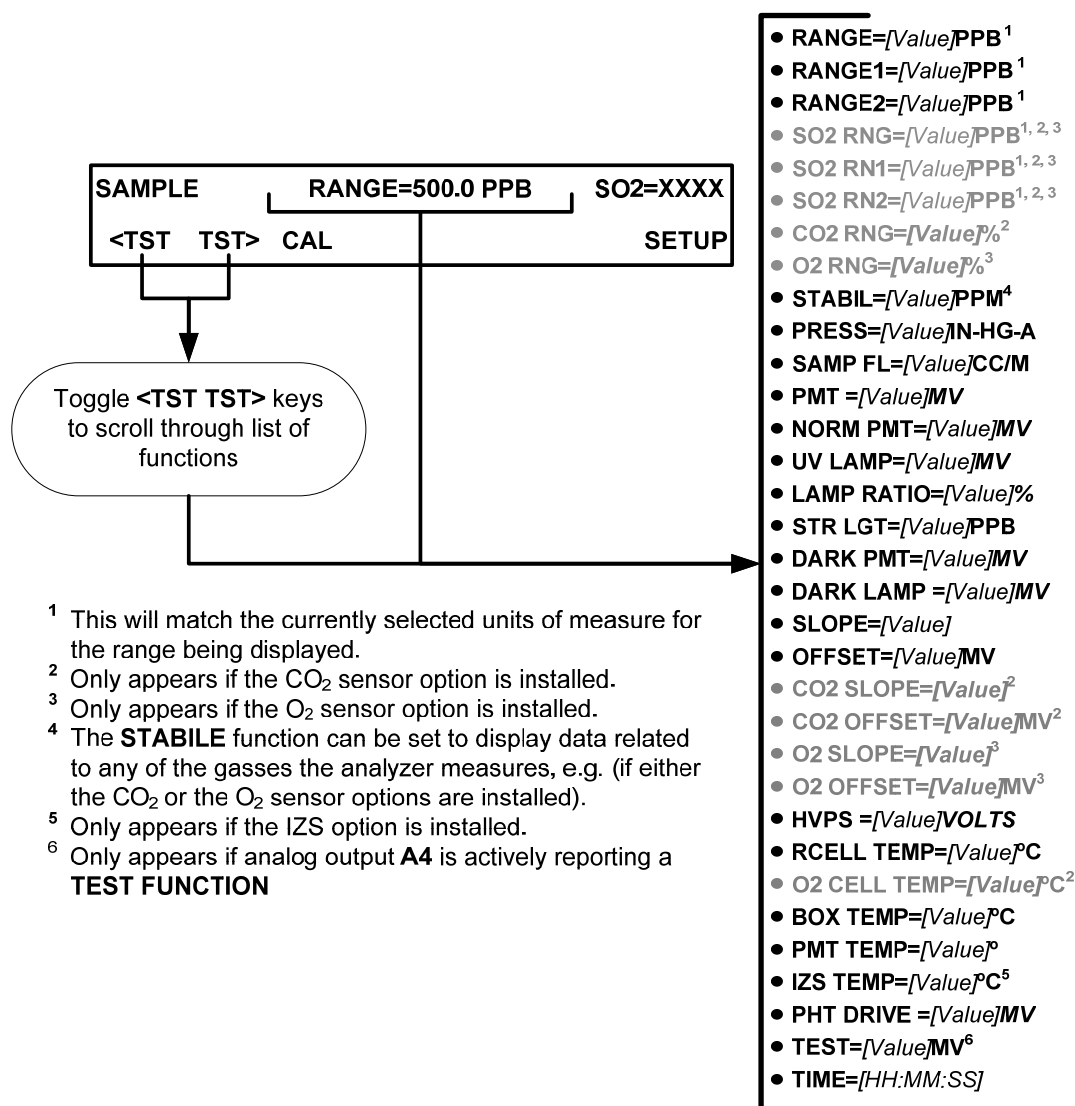 SAMPLE RANGE=500.0 PPB SO2=XXXX
<TST TST> CAL SETUP
Toggle <TST TST> keys
to scroll through list of
functions
1 This will match the currently selected units of measure for
the range being displayed.
2 Only appears if the CO2 sensor option is installed.
3 Only appears if the O2 sensor option is installed.
4 The STABILE function can be set to display data related
to any of the gasses the analyzer measures, e.g. (if either
the CO2 or the O2 sensor options are installed).
5 Only appears if the IZS option is installed.
6 Only appears if analog output A4 is actively reporting a
TEST FUNCTION
• RANGE=[Value]PPB1
• RANGE1=[Value]PPB1
• RANGE2=[Value]PPB1
• SO2 RNG=[Value]PPB1, 2, 3
• SO2 RN1=[Value]PPB1, 2, 3
• SO2 RN2=[Value]PPB1, 2, 3
• CO2 RNG=[Value]%2
• O2 RNG=[Value]%3
• STABIL=[Value]PPM4
• PRESS=[Value]IN-HG-A
• SAMP FL=[Value]CC/M
• PMT =[Value]MV
• NORM PMT=[Value]MV
• UV LAMP=[Value]MV
• LAMP RATIO=[Value]%
• STR LGT=[Value]PPB
• DARK PMT=[Value]MV
• DARK LAMP =[Value]MV
• SLOPE=[Value]
• OFFSET=[Value]MV
• CO2 SLOPE=[Value]2
• CO2 OFFSET=[Value]MV2
• O2 SLOPE=[Value]3
• O2 OFFSET=[Value]MV3
• HVPS =[Value]VOLTS
• RCELL TEMP=[Value]ºC
• O2 CELL TEMP=[Value]ºC2
• BOX TEMP=[Value]ºC
• PMT TEMP=[Value]º
• IZS TEMP=[Value]ºC5
• PHT DRIVE =[Value]MV
• TEST=[Value]MV6
• TIME=[HH:MM:SS]